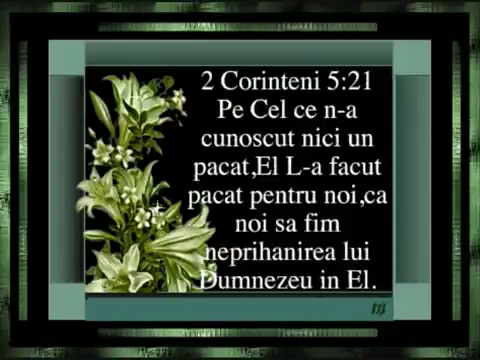 2 Corinteni 5:21
Pe Cel ce n-a
cunoscut nici un
pacat,El L-a facut
pacat pentru noi,ca
noi sa fim
neprihanirea lui
Dumnezeu in El.